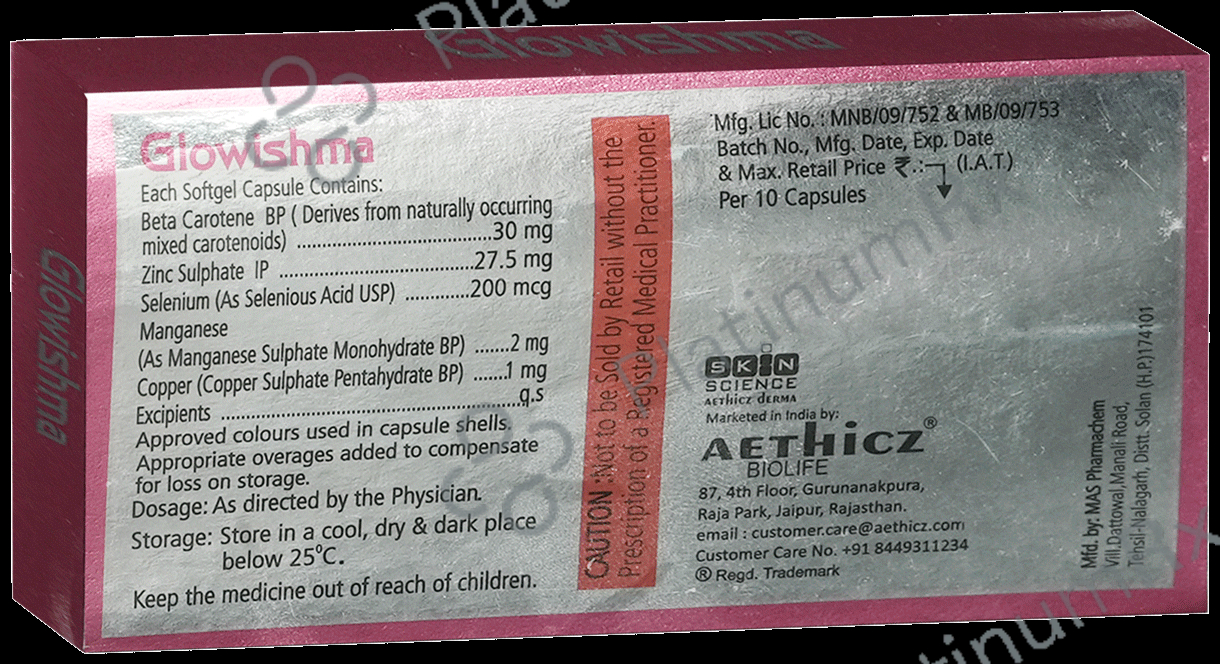 Glowishma
Glowishma
Glowishma
Each Softgel Capsule Contains:
Beta Carotene BP ( Derives from naturally occurring
mixed carotenoids) ........................................30 mg
Zinc Sulphate IP ........................................27.5 mg
Selenium (As Selenious Acid USP) .............200 mcg
Manganese
(As Manganese Sulphate Monohydrate BP) .......2 mg
Copper (Copper Sulphate Pentahydrate BP) .......1 mg
Excipients ............................................................q.s
Approved colours used in capsule shells.
Appropriate overages added to compensate
for loss on storage.
Dosage: As directed by the Physician.
Storage: Store in a cool, dry & dark place
below 25°C.
Keep the medicine out of reach of children.
CAUTION :Not to be Sold by Retail without the
Prescription of a Registered Medical Practitioner.
Mfg. Lic No. : MNB/09/752 & MB/09/753
Batch No., Mfg. Date, Exp. Date
& Max. Retail Price ₹.: (I.A.T.)
Per 10 Capsules
SKIN
SCIENCE
AETHICZ DERMA
Marketed in India by:
AETHICZ®
BIOLIFE
87, 4th Floor, Gurunanakpura,
Raja Park, Jaipur, Rajasthan.
email : customer.care@aethicz.com
Customer Care No. +91 8449311234
® Regd. Trademark
Mfd. by: MAS Pharmachem
Vill.Dattowal,Manali Road,
Tehsil-Nalagarh, Distt. Solan (H.P.)174101
PlatinumRx